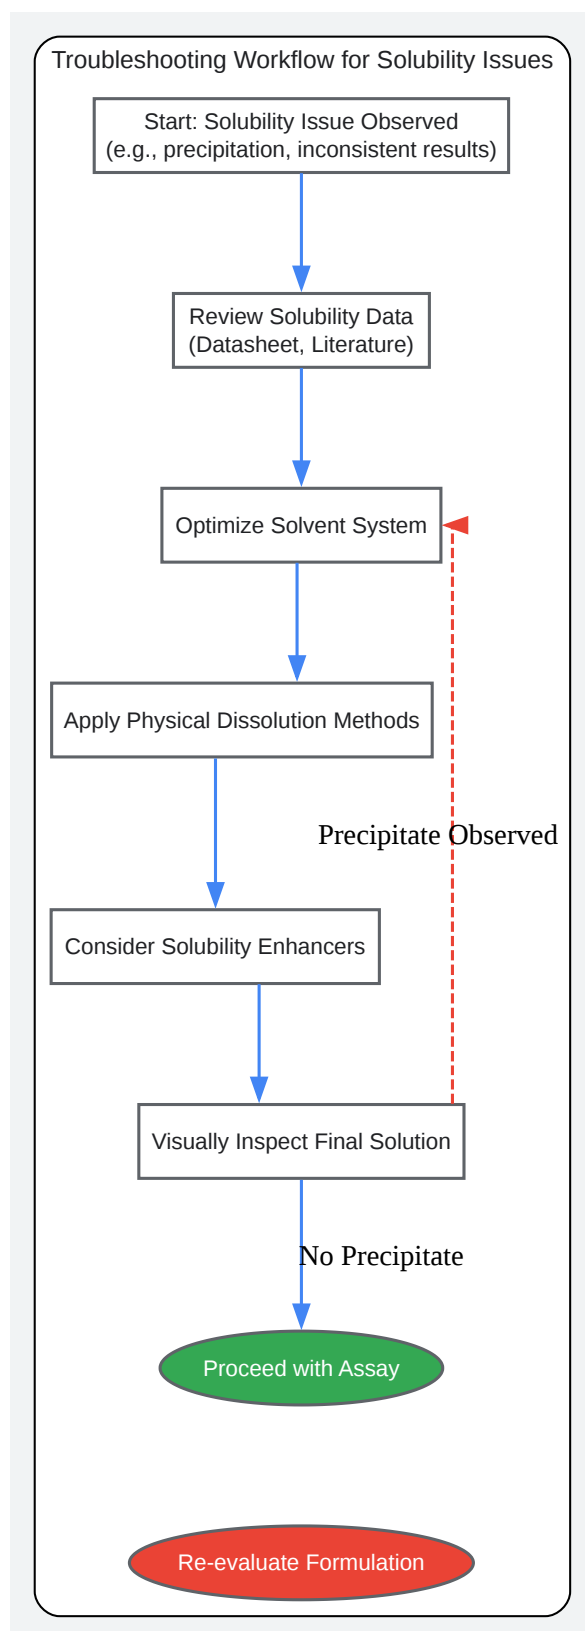 Troubleshooting Workflow for Solubility Issues
Start: Solubility Issue Observed
(e.g., precipitation, inconsistent results)
Review Solubility Data
(Datasheet, Literature)
Optimize Solvent System
Apply Physical Dissolution Methods
Precipitate Observed
Consider Solubility Enhancers
Visually Inspect Final Solution
No Precipitate
Proceed with Assay
Re-evaluate Formulation